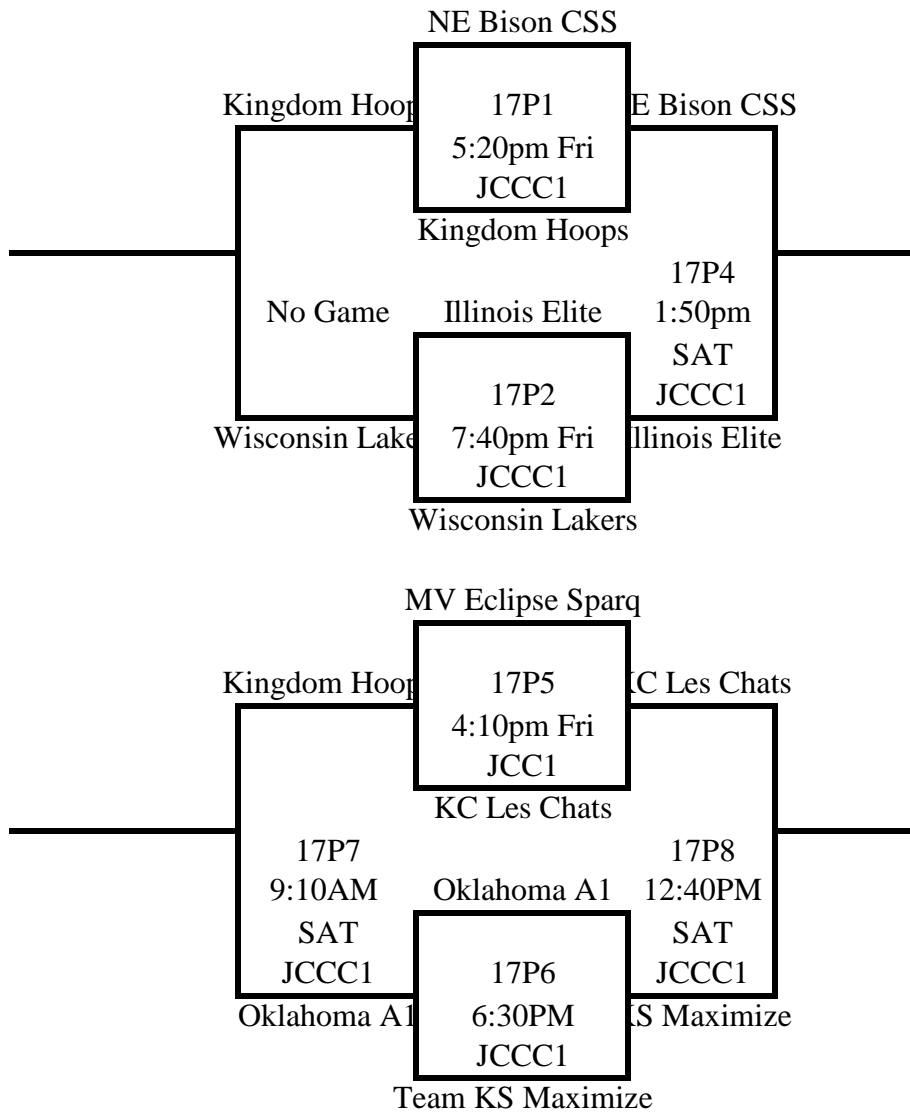 NE Bison CSS
Kingdom Hoop 17P1 E Bison CSS
5:20pm Fri
JCCC1
Kingdom Hoops
17P4
No Game Illinois Elite 1:50pm
SAT
17P2 JCCC1
Wisconsin Lake 7:40pm Fri Illinois Elite
JCCC1
Wisconsin Lakers
MV Eclipse Sparq
Kingdom Hoop 17P5 KC Les Chats
4:10pm Fri
JCC1
KC Les Chats
17P7 17P8
9:10AM Oklahoma A1 12:40PM
SAT SAT
JCCC1 17P6 JCCC1
Oklahoma A1 6:30PM KS Maximize
JCCC1
Team KS Maximize